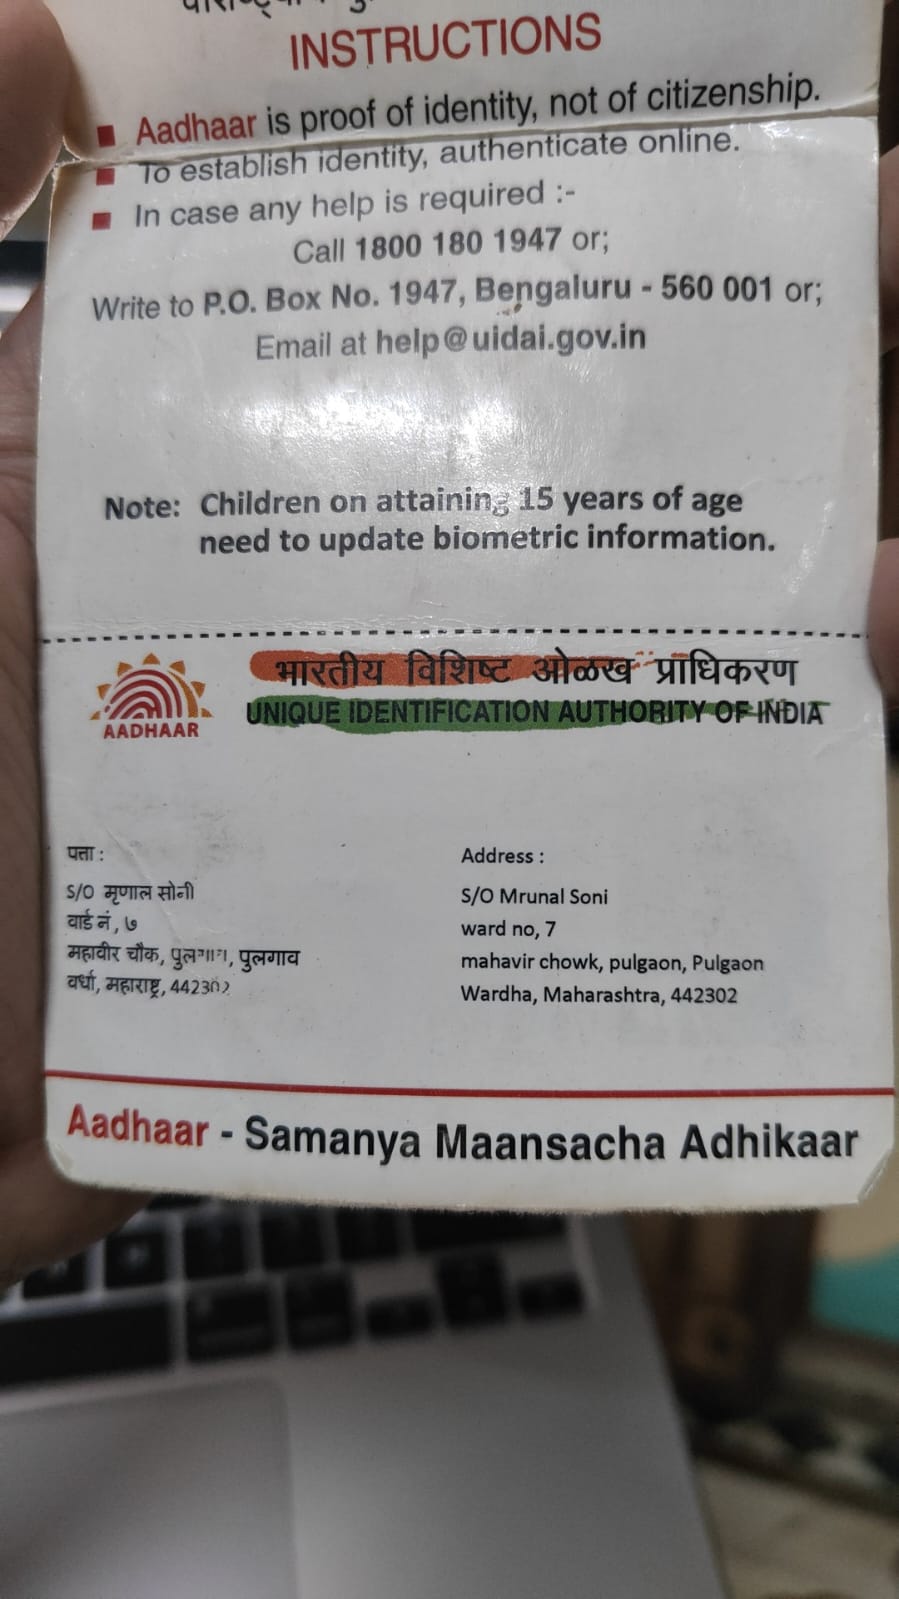 INSTRUCTIONS
Aadhaar is proof of identity, not of citizenship.
To establish identity, authenticate online.
In case any help is required :-
Call 1800 180 1947 or;
Write to P.O. Box No. 1947, Bengaluru - 560 001 or;
Email at help@uidai.gov.in
Note: Children on attaining 15 years of age
need to update biometric information.
भारतीय विशिष्ट ओळख प्राधिकरण
UNIQUE IDENTIFICATION AUTHORITY OF INDIA
AADHAAR
पत्ता :
S/O मृणाल सोनी
वार्ड नं, ७
महावीर चौक, पुलगाव
वर्धा, महाराष्ट्र, 442302
Address :
S/O Mrunal Soni
ward no, 7
mahavir chowk, pulgaon, Pulgaon
Wardha, Maharashtra, 442302
Aadhaar - Samanya Maansacha Adhikaar